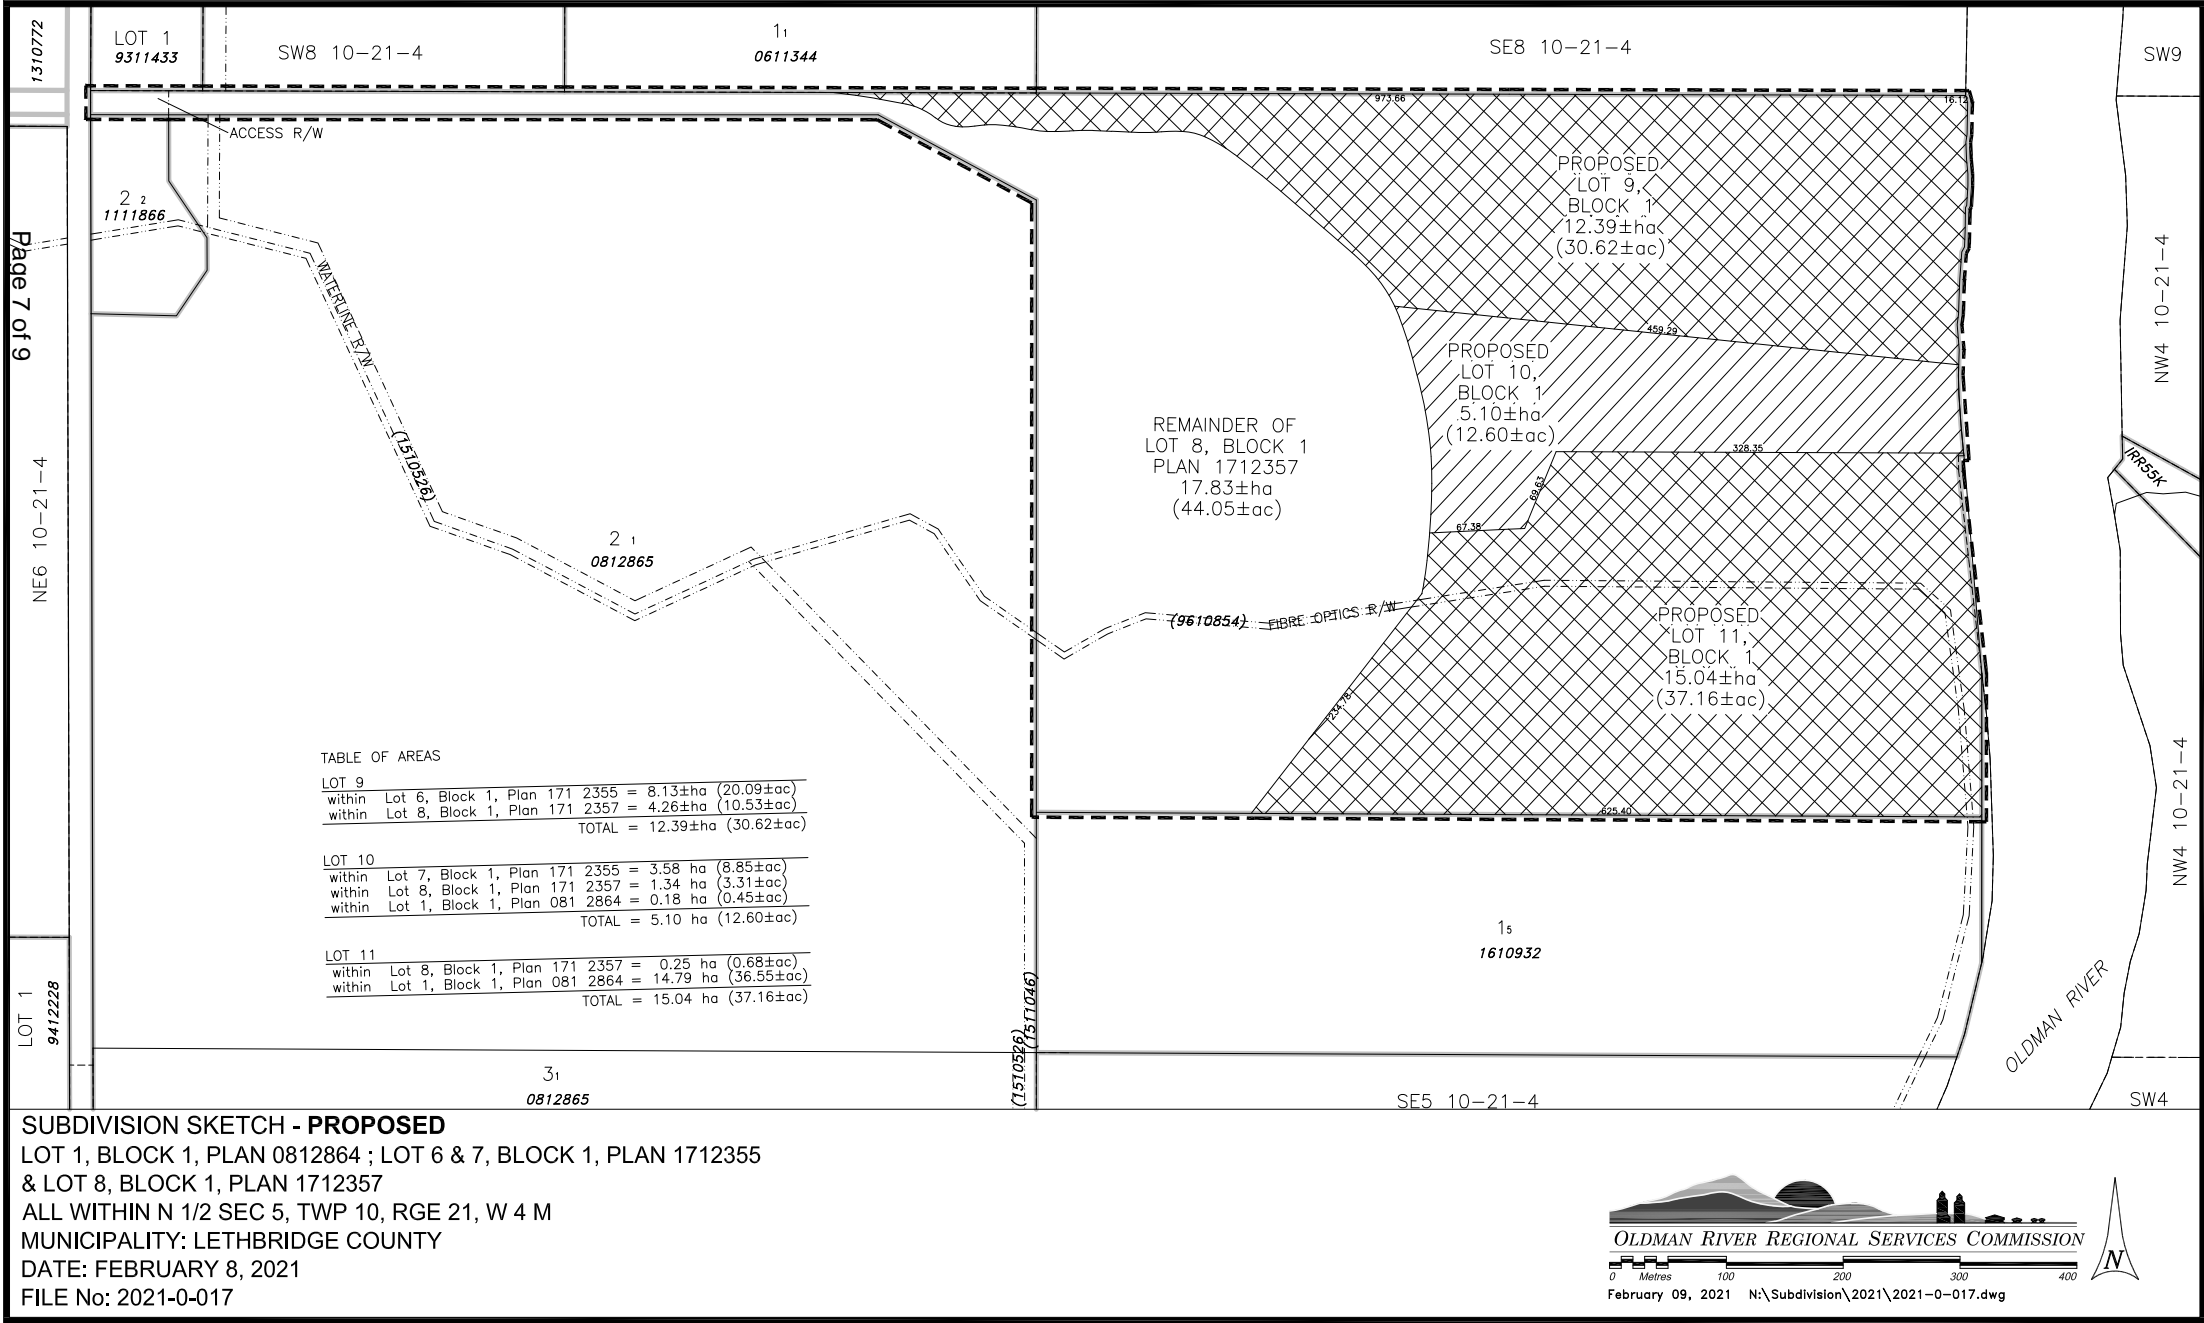 1310772
LOT 1
9311433
SW8 10-21-4
1 1
0611344
SE8 10-21-4
SW9
973.66
16.12
ACCESS R/W
2 2
1111866
Page 7 of 9
WATERLINE R/W
(1510526)
PROPOSED
LOT 9,
BLOCK 1
12.39±ha
(30.62±ac)
459.29
NW4 10-21-4
PROPOSED
LOT 10,
BLOCK 1
5.10±ha
(12.60±ac)
328.35
69.63
67.38
REMAINDER OF
LOT 8, BLOCK 1
PLAN 1712357
17.83±ha
(44.05±ac)
IRR55K
NE6 10-21-4
2 1
0812865
(9610854) FIBRE OPTICS R/W
PROPOSED
LOT 11,
BLOCK 1
15.04±ha
(37.16±ac)
1234.78
625.40
NW4 10-21-4
TABLE OF AREAS
LOT 9
within Lot 6, Block 1, Plan 171 2355 = 8.13±ha (20.09±ac)
within Lot 8, Block 1, Plan 171 2357 = 4.26±ha (10.53±ac)
TOTAL = 12.39±ha (30.62±ac)
LOT 10
within Lot 7, Block 1, Plan 171 2355 = 3.58 ha (8.85±ac)
within Lot 8, Block 1, Plan 171 2357 = 1.34 ha (3.31±ac)
within Lot 1, Block 1, Plan 081 2864 = 0.18 ha (0.45±ac)
TOTAL = 5.10 ha (12.60±ac)
LOT 11
within Lot 8, Block 1, Plan 171 2357 = 0.25 ha (0.68±ac)
within Lot 1, Block 1, Plan 081 2864 = 14.79 ha (36.55±ac)
TOTAL = 15.04 ha (37.16±ac)
1 5
1610932
OLDMAN RIVER
LOT 1
9412228
(1510526)
(1511046)
3 1
0812865
SE5 10-21-4
SW4
SUBDIVISION SKETCH - PROPOSED
LOT 1, BLOCK 1, PLAN 0812864 ; LOT 6 & 7, BLOCK 1, PLAN 1712355
& LOT 8, BLOCK 1, PLAN 1712357
ALL WITHIN N 1/2 SEC 5, TWP 10, RGE 21, W 4 M
MUNICIPALITY: LETHBRIDGE COUNTY
DATE: FEBRUARY 8, 2021
FILE No: 2021-0-017
OLDMAN RIVER REGIONAL SERVICES COMMISSION
0 Metres 100 200 300 400
N
February 09, 2021 N:\Subdivision\2021\2021-0-017.dwg